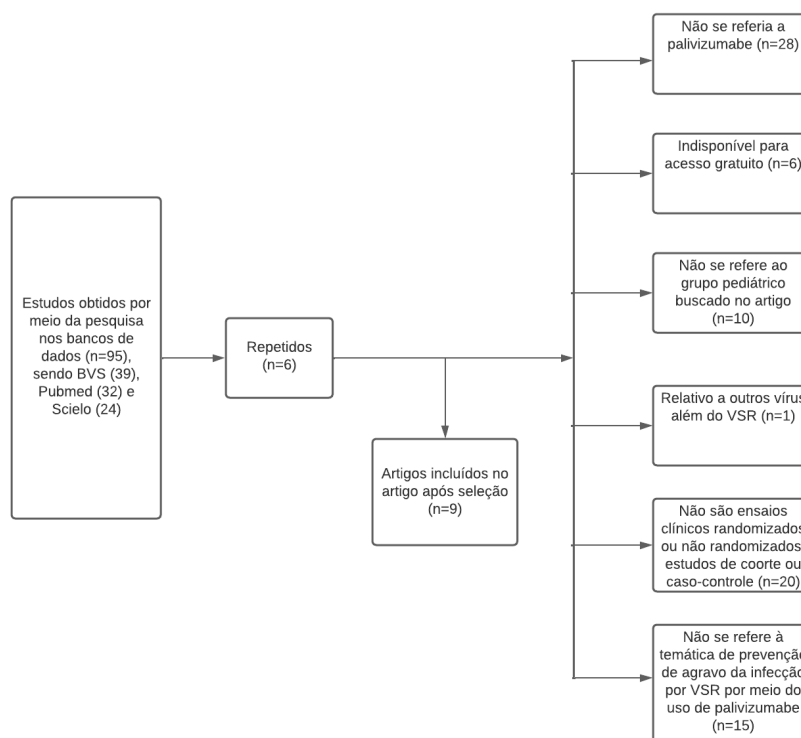 Estudos obtidos por
meio da pesquisa
nos bancos de
dados (n=95),
sendo BVS (39),
Pubmed (32) e
Scielo (24)
Repetidos
(n=6)
Artigos incluídos no
artigo após seleção
(n=9)
Não se referia a
palivizumabe (n=28)
Indisponível para
acesso gratuito (n=6)
Não se refere ao
grupo pediátrico
buscado no artigo
(n=10)
Relativo a outros vírus
além do VSR (n=1)
Não são ensaios
clínicos randomizados
ou não randomizados,
estudos de coorte ou
caso-controle (n=20)
Não se refere à
temática de prevenção
de agravo da infecção
por VSR por meio do
uso de palivizumabe
(n=15)